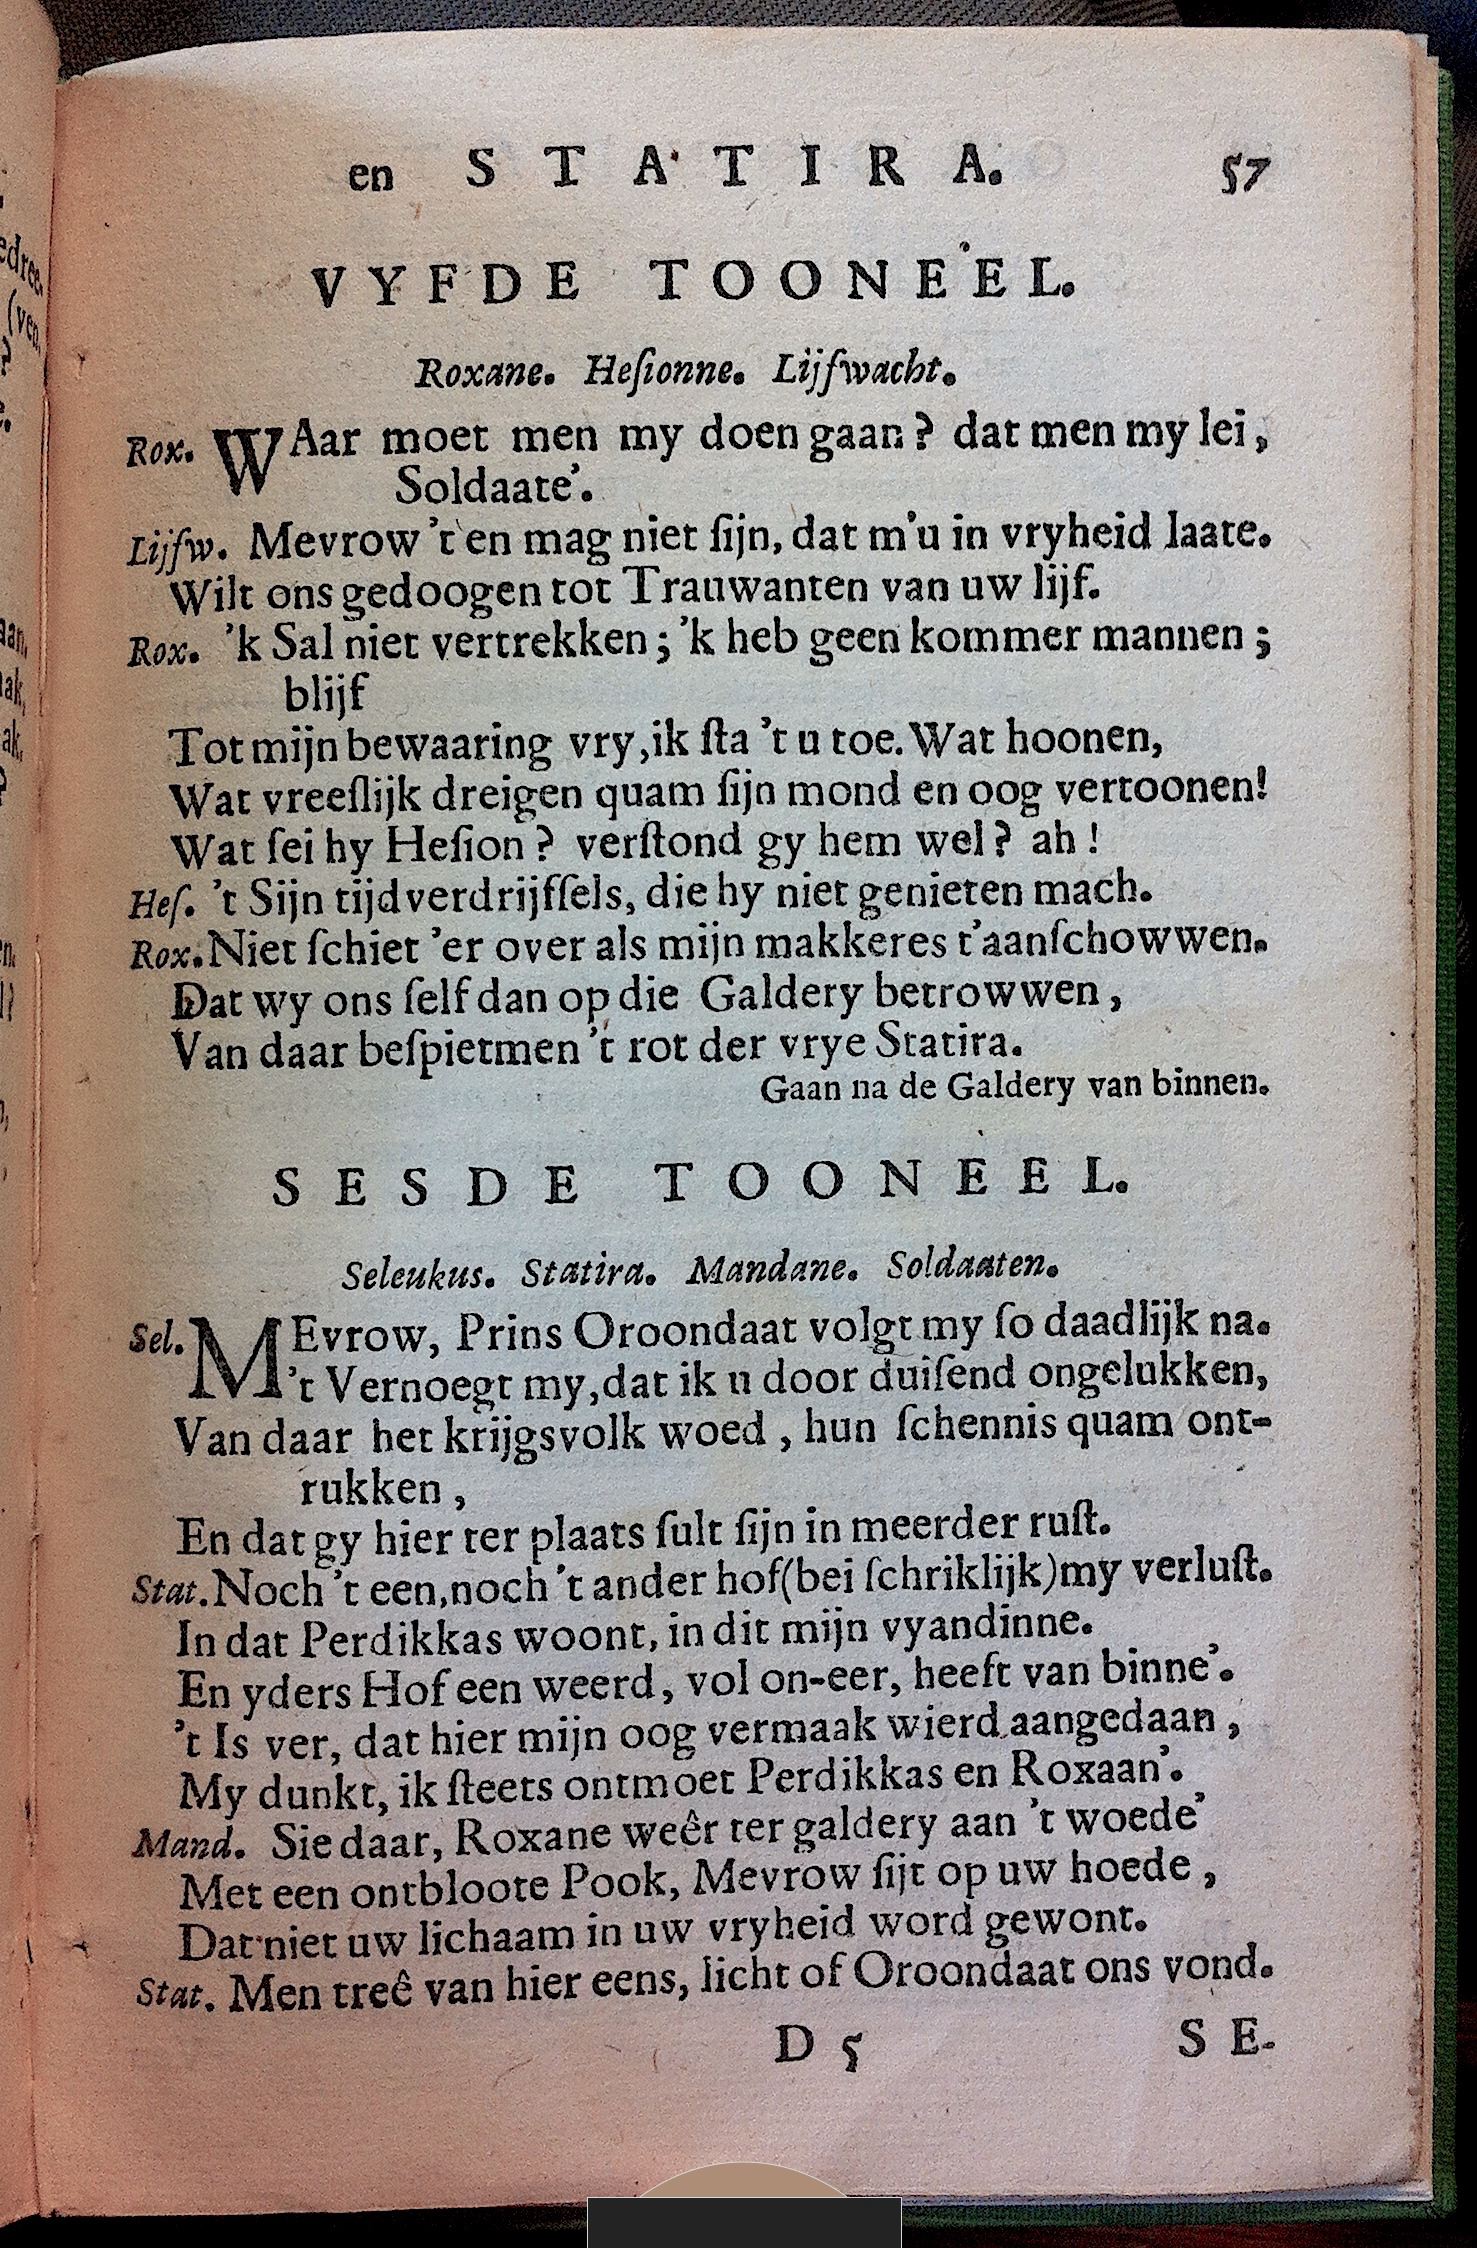 en STATIRA. 57
VYFDE TOONEEL.
Roxane. Heſionne. Lijfwacht.
Rox. WAar moet men my doen gaan? dat men my lei,
Soldaate'.
Lijfw. Mevrow 't en mag niet ſijn, dat m'u in vryheid laate.
Wilt ons gedoogen tot Trauwanten van uw lijf.
Rox. 'k Sal niet vertrekken; 'k heb geen kommer mannen;
blijf
Tot mijn bewaaring vry, ik ſta 't u toe. Wat hoonen,
Wat vreeſlijk dreigen quam ſijn mond en oog vertoonen!
Wat ſei hy Heſion? verſtond gy hem wel? ah!
Heſ. 't Sijn tijdverdrijfſels, die hy niet genieten mach.
Rox. Niet ſchiet 'er over als mijn makkeres t'aanſchowwen.
Dat wy ons ſelf dan op die Galdery betrowwen,
Van daar beſpietmen 't rot der vrye Statira.
Gaan na de Galdery van binnen.
SESDE TOONEEL.
Seleukus. Statira. Mandane. Soldaaten.
Sel. MEvrow, Prins Oroondaat volgt my ſo daadlijk na.
't Vernoegt my, dat ik u door duiſend ongelukken,
Van daar het krijgsvolk woed, hun ſchennis quam ont-
rukken,
En dat gy hier ter plaats ſult ſijn in meerder ruſt.
Stat. Noch 't een, noch 't ander hof (bei ſchriklijk) my verluſt.
In dat Perdikkas woont, in dit mijn vyandinne.
En yders Hof een weerd, vol on-eer, heeft van binne'.
't Is ver, dat hier mijn oog vermaak wierd aangedaan,
My dunkt, ik ſteets ontmoet Perdikkas en Roxaan'.
Mand. Sie daar, Roxane weêr ter galdery aan 't woede'
Met een ontbloote Pook, Mevrow ſijt op uw hoede,
Dat niet uw lichaam in uw vryheid word gewont.
Stat. Men treê van hier eens, licht of Oroondaat ons vond.
D 5 SE-